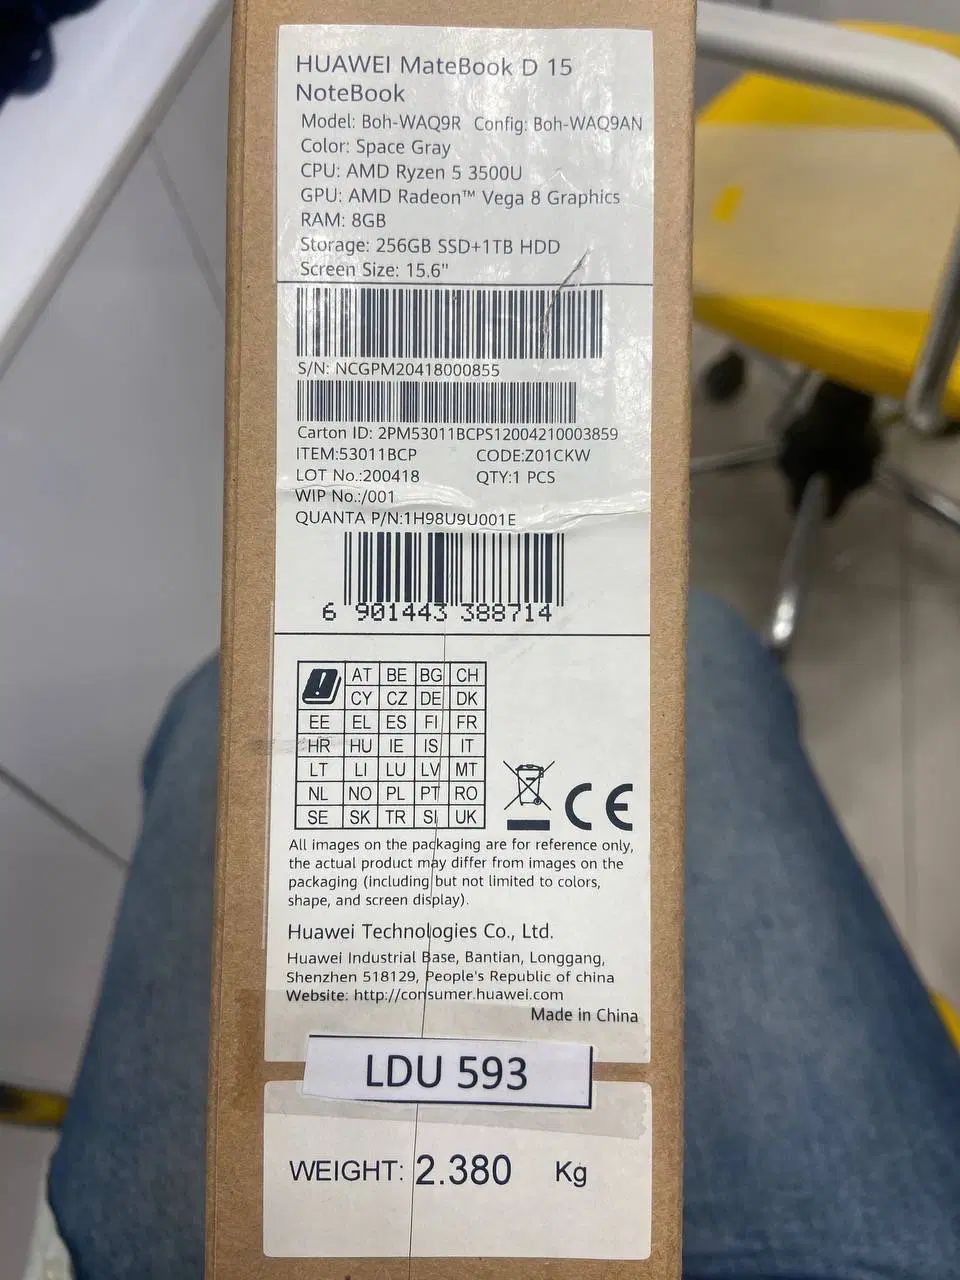 HUAWEI MateBook D 15
NoteBook
Model: Boh-WAQ9R Config: Boh-WAQ9AN
Color: Space Gray
CPU: AMD Ryzen 5 3500U
GPU: AMD Radeon™ Vega 8 Graphics
RAM: 8GB
Storage: 256GB SSD+1TB HDD
Screen Size: 15.6"
S/N: NCGPM20418000855
Carton ID: 2PM53011BCPS12004210003859
ITEM:53011BCP CODE:Z01CKW
LOT No.:200418 QTY:1 PCS
WIP No.:/001
QUANTA P/N:1H98U9U001E
6 901443 388714
! AT BE BG CH
CY CZ DE DK
EE EL ES FI FR
HR HU IE IS IT
LT LI LU LV MT
NL NO PL PT RO
SE SK TR SI UK
CE
All images on the packaging are for reference only,
the actual product may differ from images on the
packaging (including but not limited to colors,
shape, and screen display).
Huawei Technologies Co., Ltd.
Huawei Industrial Base, Bantian, Longgang,
Shenzhen 518129, People's Republic of china
Website: http://consumer.huawei.com
Made in China
LDU 593
WEIGHT: 2.380 Kg